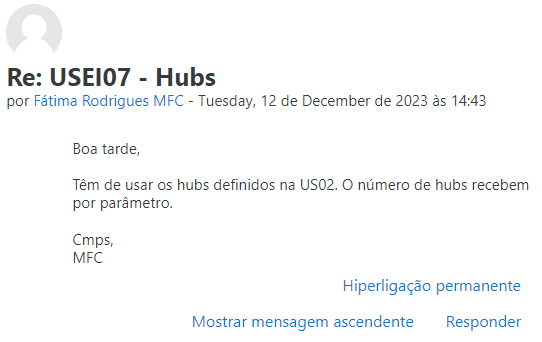 Re: USEI07 - Hubs
por Fátima Rodrigues MFC - Tuesday, 12 de December de 2023 às 14:43
Boa tarde,
Têm de usar os hubs definidos na US02. O número de hubs recebem
por parâmetro.
Cmps,
MFC
Hiperligação permanente
Mostrar mensagem ascendente Responder